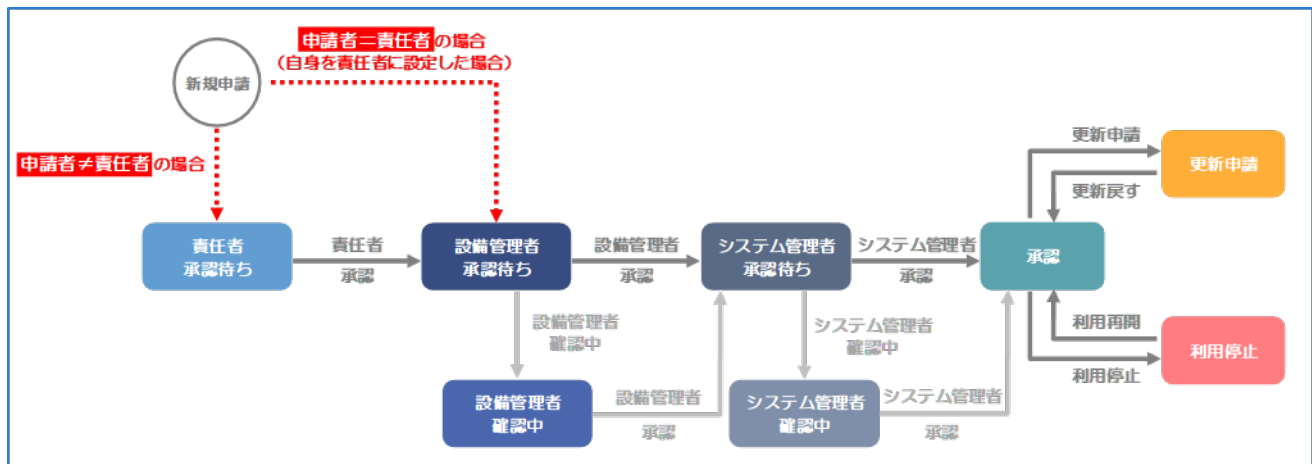 申請者＝責任者の場合
（自身を責任者に設定した場合）
新規申請
申請者≠責任者の場合
更新申請
更新申請
更新戻す
責任者
承認待ち
責任者
承認
設備管理者
承認待ち
設備管理者
承認
システム管理者
承認待ち
システム管理者
承認
承認
設備管理者
確認中
システム管理者
確認中
利用再開
利用停止
利用停止
設備管理者
確認中
設備管理者
承認
システム管理者
確認中
システム管理者
承認